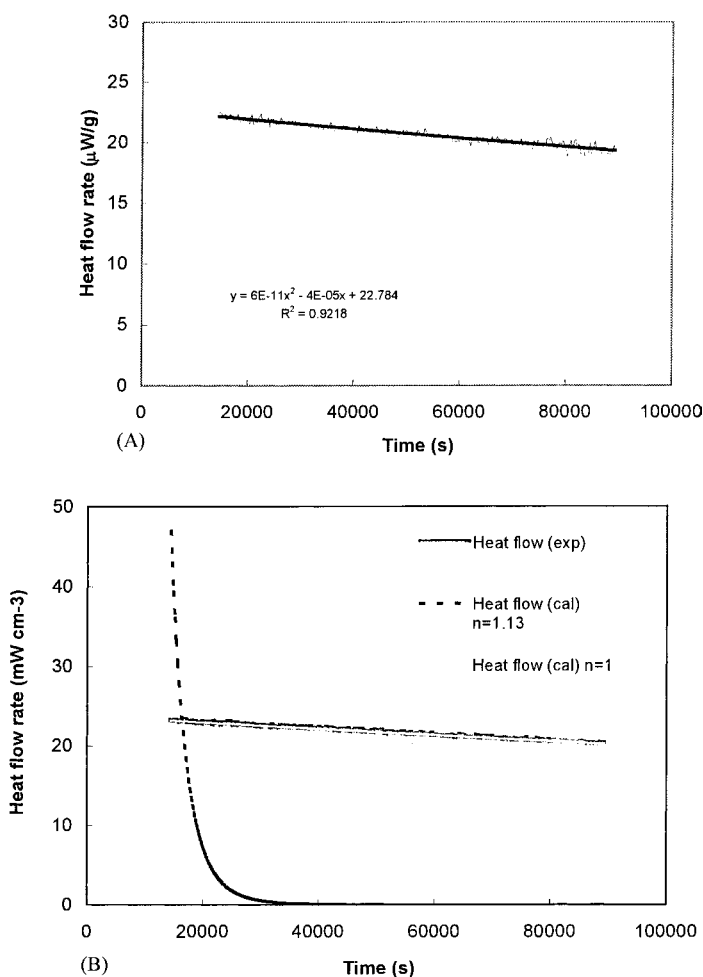 30
25
20
15
10
5
0
Heat flow rate (μW/g)
y = 6E-11x² - 4E-05x + 22.784
R² = 0.9218
0 20000 40000 60000 80000 100000
Time (s)
(A)
50
40
30
20
10
0
Heat flow rate (mW cm-3)
Heat flow (exp)
Heat flow (cal)
n=1.13
Heat flow (cal) n=1
0 20000 40000 60000 80000 100000
Time (s)
(B)